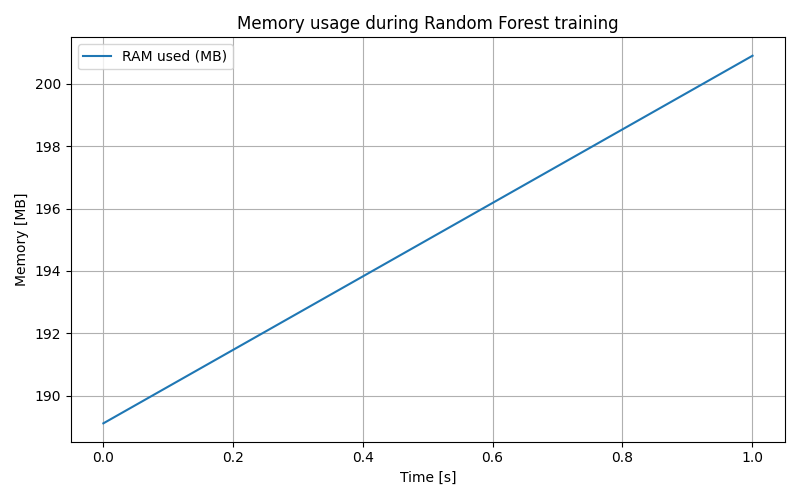 Memory usage during Random Forest training
RAM used (MB)
200
198
196
194
192
190
Memory [MB]
0.0 0.2 0.4 0.6 0.8 1.0
Time [s]